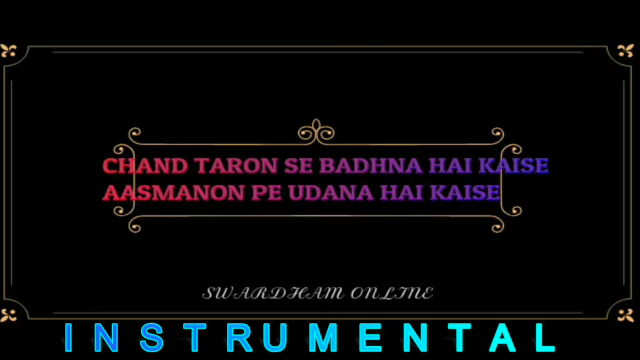 CHAND TARON SE BADHNA HAI KAISE
AASMANON PE UDANA HAI KAISE
SWARDHAM ONLINE
INSTRUMENTAL